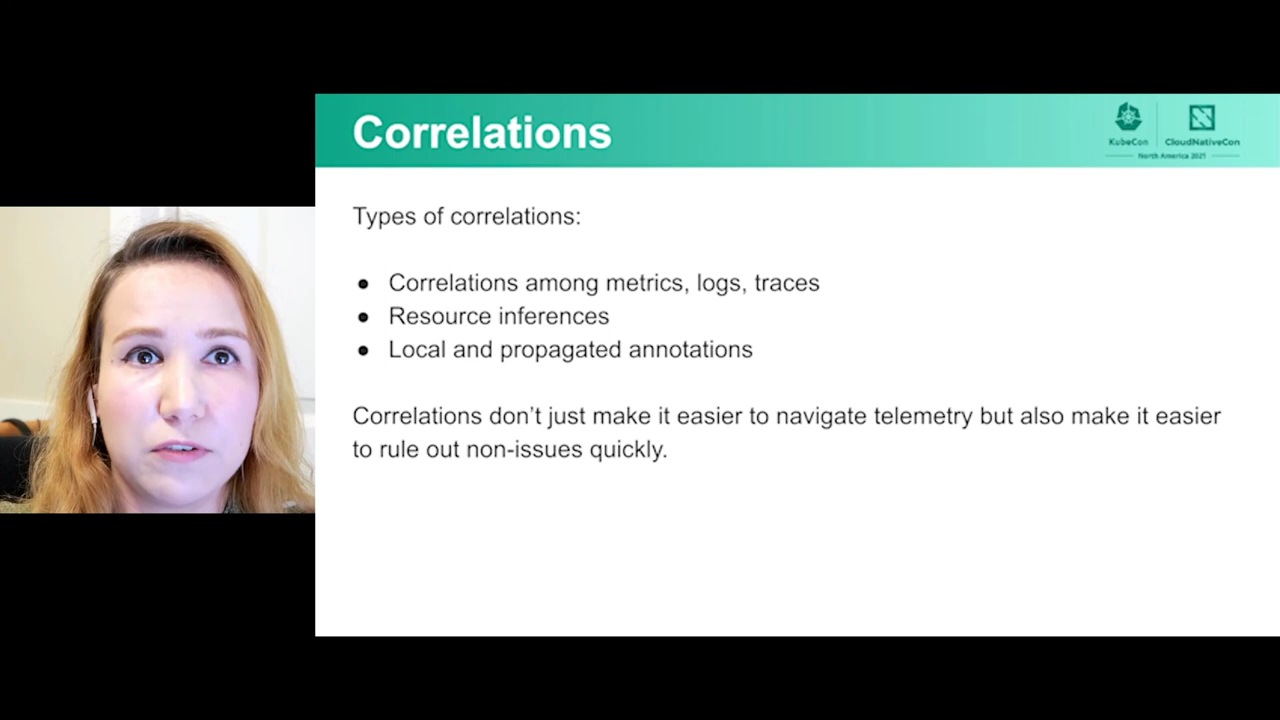 Correlations
KubeCon
CloudNativeCon
North America 2021
Types of correlations:
● Correlations among metrics, logs, traces
● Resource inferences
● Local and propagated annotations
Correlations don’t just make it easier to navigate telemetry but also make it easier
to rule out non-issues quickly.